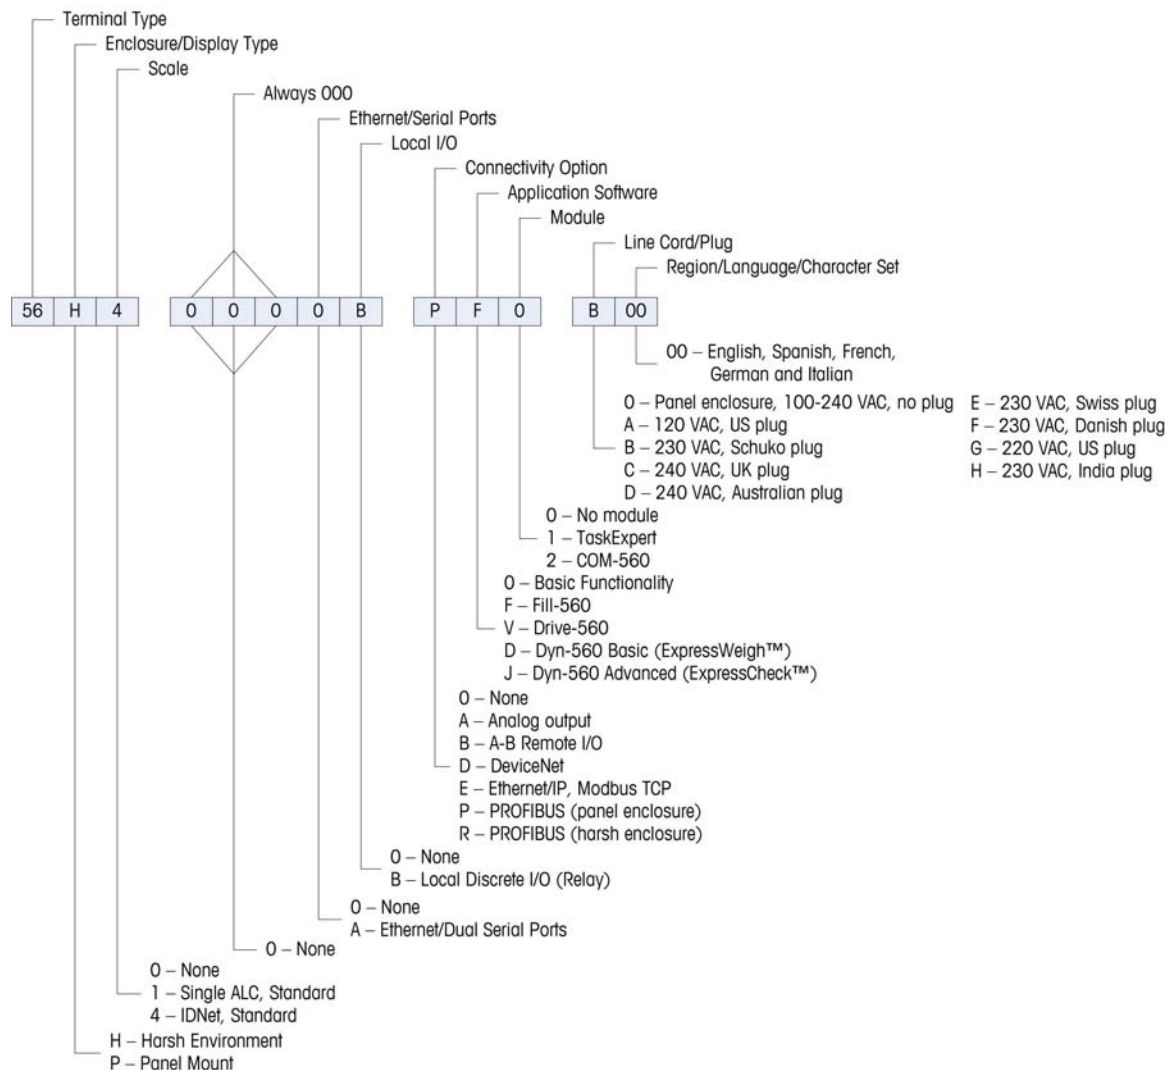 Terminal Type
Enclosure/Display Type
Scale
Always 000
Ethernet/Serial Ports
Local I/O
Connectivity Option
Application Software
Module
Line Cord/Plug
Region/Language/Character Set
56 H 4 0 0 0 0 B P F 0 B 00
00 – English, Spanish, French,
German and Italian
0 – Panel enclosure, 100-240 VAC, no plug
A – 120 VAC, US plug
B – 230 VAC, Schuko plug
C – 240 VAC, UK plug
D – 240 VAC, Australian plug
E – 230 VAC, Swiss plug
F – 230 VAC, Danish plug
G – 220 VAC, US plug
H – 230 VAC, India plug
0 – No module
1 – TaskExpert
2 – COM-560
0 – Basic Functionality
F – Fill-560
V – Drive-560
D – Dyn-560 Basic (ExpressWeigh™)
J – Dyn-560 Advanced (ExpressCheck™)
0 – None
A – Analog output
B – A-B Remote I/O
D – DeviceNet
E – Ethernet/IP, Modbus TCP
P – PROFIBUS (panel enclosure)
R – PROFIBUS (harsh enclosure)
0 – None
B – Local Discrete I/O (Relay)
0 – None
A – Ethernet/Dual Serial Ports
0 – None
0 – None
1 – Single ALC, Standard
4 – IDNet, Standard
H – Harsh Environment
P – Panel Mount